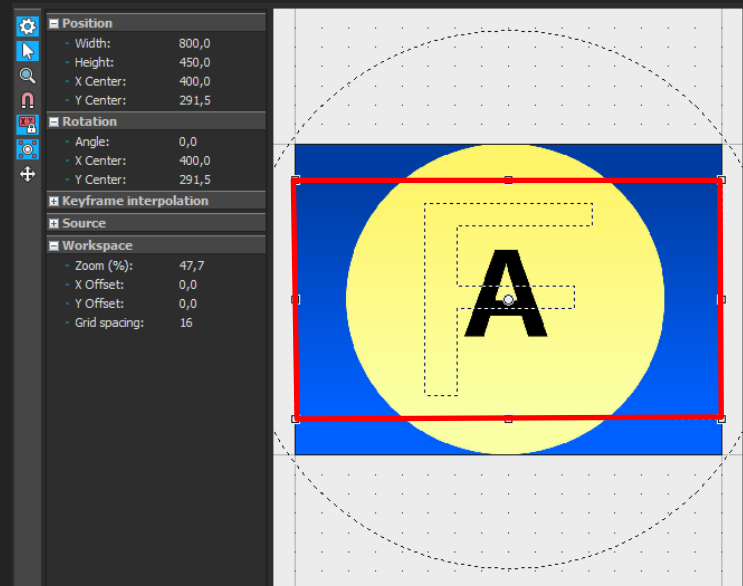 Position
Width: 800,0
Height: 450,0
X Center: 400,0
Y Center: 291,5
Rotation
Angle: 0,0
X Center: 400,0
Y Center: 291,5
Keyframe interpolation
Source
Workspace
Zoom (%): 47,7
X Offset: 0,0
Y Offset: 0,0
Grid spacing: 16
F
A